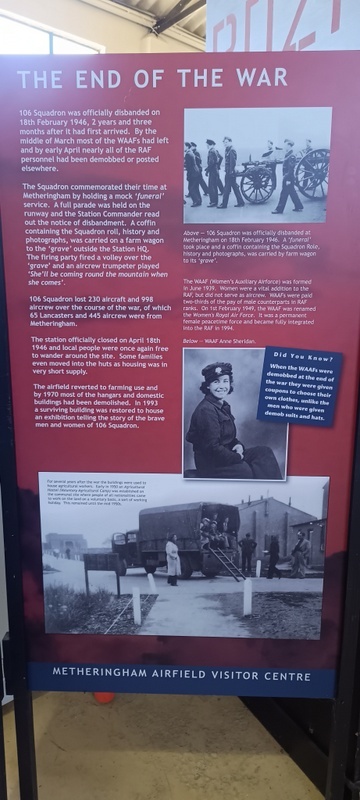 THE END OF THE WAR
106 Squadron was officially disbanded on
18th February 1946, 2 years and three
months after it had first arrived. By the
middle of March most of the WAAFs had left
and by early April nearly all of the RAF
personnel had been demobbed or posted
elsewhere.
The Squadron commemorated their time at
Metheringham by holding a mock 'funeral'
service. A full parade was held on the
runway and the Station Commander read
out the notice of disbandment. A coffin
containing the Squadron roll, history and
photographs, was carried on a farm wagon
to the 'grave' outside the Station HQ.
The firing party fired a volley over the
'grave' and an aircrew trumpeter played
'She'll be coming round the mountain when
she comes'.
106 Squadron lost 230 aircraft and 998
aircrew over the course of the war, of which
65 Lancasters and 445 aircrew were from
Metheringham.
The station officially closed on April 18th
1946 and local people were once again free
to wander around the site. Some families
even moved into the huts as housing was in
very short supply.
The airfield reverted to farming use and
by 1970 most of the hangars and domestic
buildings had been demolished. In 1993
a surviving building was restored to house
an exhibition telling the story of the brave
men and women of 106 Squadron.
Above — 106 Squadron was officially disbanded at
Metheringham on 18th February 1946. A 'funeral'
took place and a coffin containing the Squadron Role,
history and photographs, was carried by farm wagon
to its 'grave'.
The WAAF (Women's Auxiliary Airforce) was formed
in June 1939. Women were a vital addition to the
RAF, but did not serve as aircrew. WAAFs were paid
two-thirds of the pay of male counterparts in RAF
ranks. On 1st February 1949, the WAAF was renamed
the Women's Royal Air Force. It was a permanent
female peacetime force and became fully integrated
into the RAF in 1994.
Below — WAAF Anne Sheridan.
Did You Know?
When the WAAFs were
demobbed at the end of
the war they were given
coupons to choose their
own clothes, unlike the
men who were given
demob suits and hats.
For several years after the war the buildings were used to
house agricultural workers.
METHERINGHAM AIRFIELD VISITOR CENTRE